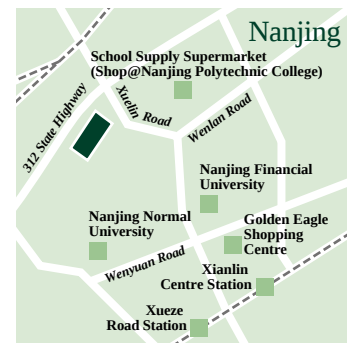 Nanjing
School Supply Supermarket
(Shop@Nanjing Polytechnic College)
312 State Highway
Xuelin Road
Wenlan Road
Nanjing Financial
University
Nanjing Normal
University
Golden Eagle
Shopping
Centre
Wenyuan Road
Xianlin
Centre Station
Xueze
Road Station